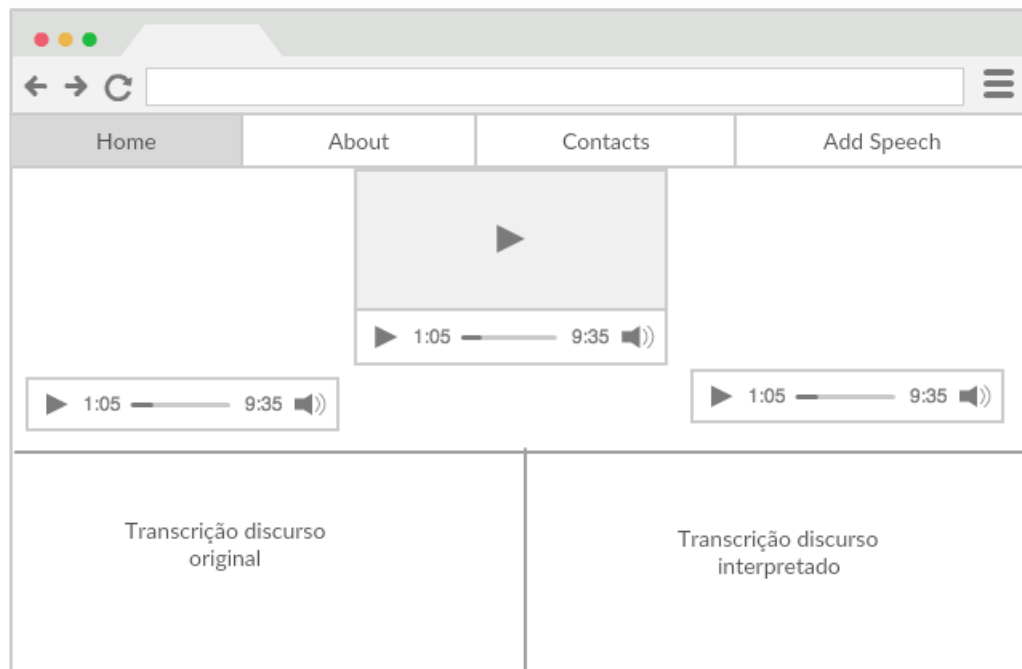 Home
About
Contacts
Add Speech
1:05
9:35
1:05
9:35
1:05
9:35
Transcrição discurso
original
Transcrição discurso
interpretado